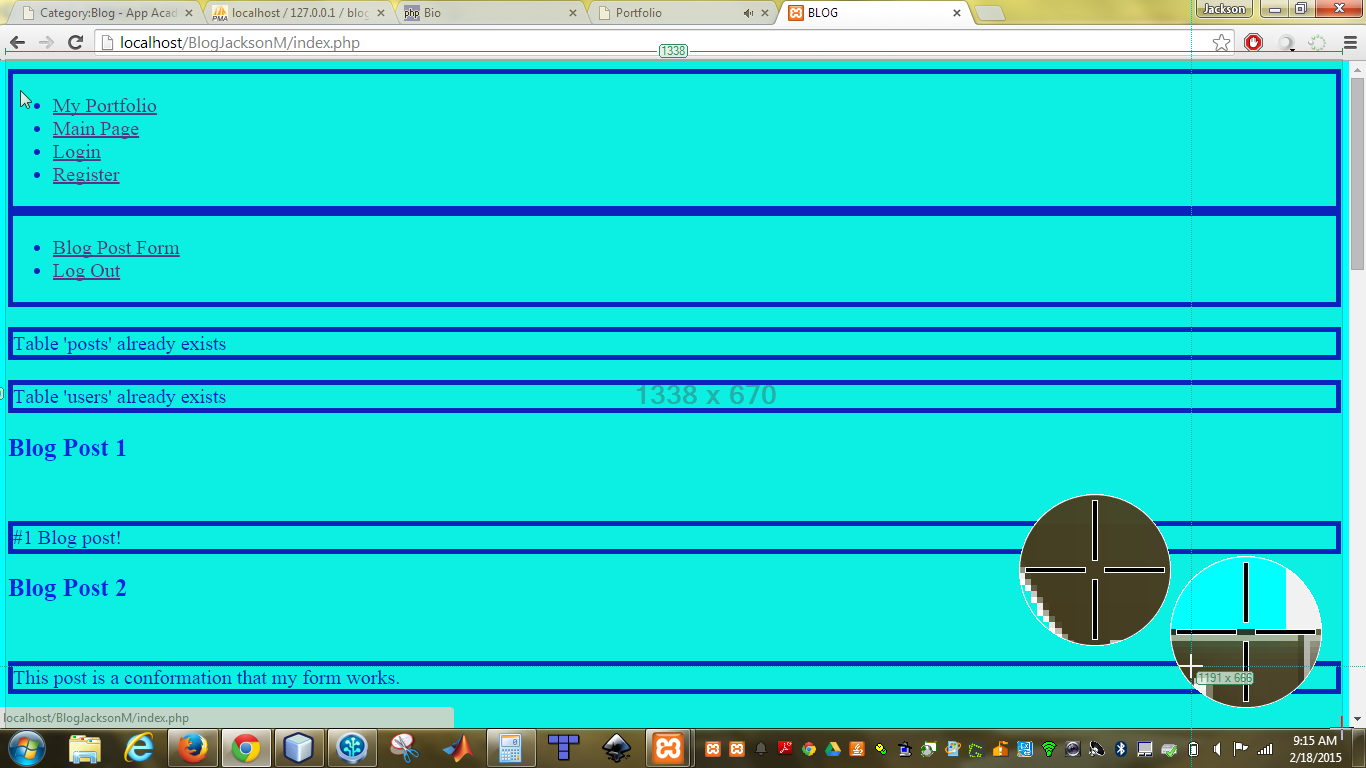 Category:Blog - App Acad
localhost / 127.0.0.1 / blog
Bio
Portfolio
BLOG
Jackson
localhost/BlogJacksonM/index.php
1338
My Portfolio
Main Page
Login
Register
Blog Post Form
Log Out
Table 'posts' already exists
Table 'users' already exists
1338 x 670
Blog Post 1
#1 Blog post!
Blog Post 2
This post is a conformation that my form works.
1191 x 666
localhost/BlogJacksonM/index.php
9:15 AM
2/18/2015